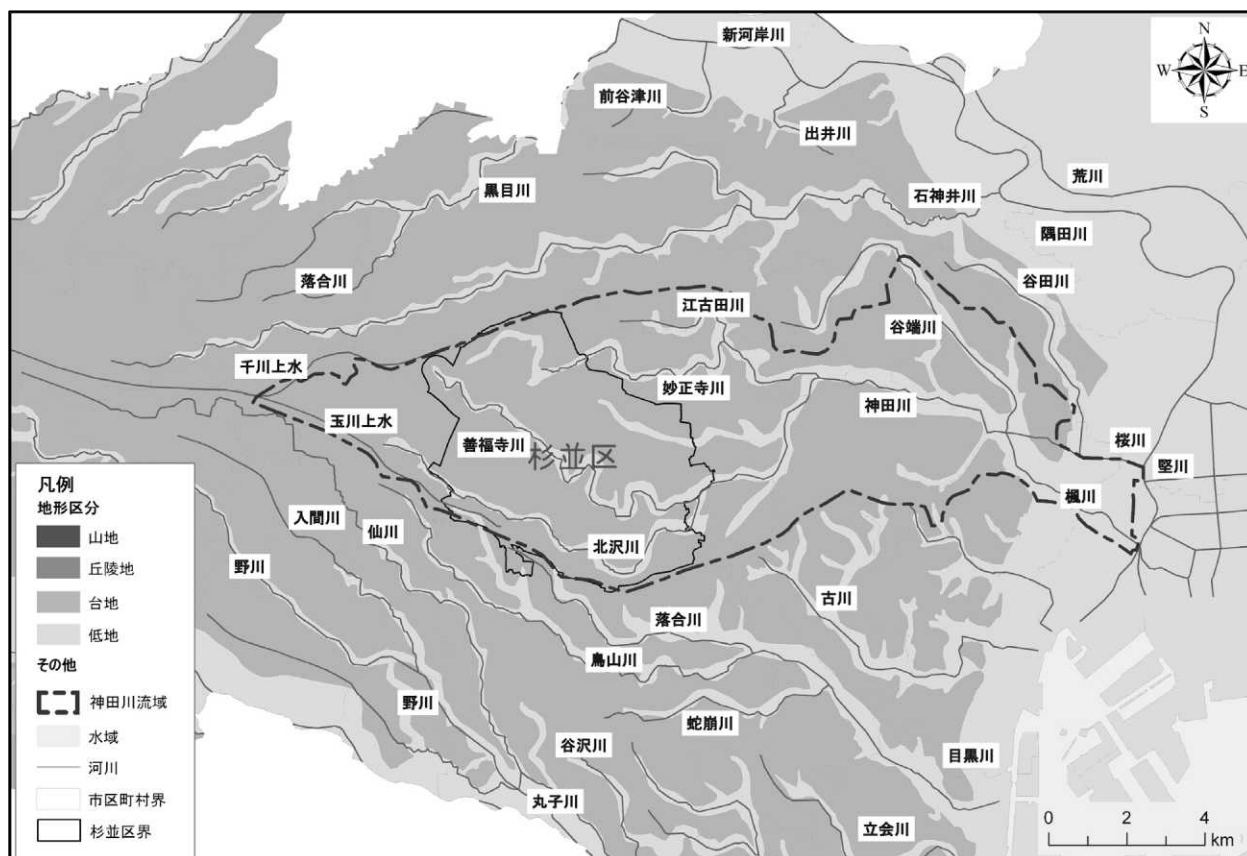 新河岸川
N
W
E
S
前谷津川
出井川
荒川
黒目川
石神井川
隅田川
落合川
谷田川
江古田川
谷端川
千川上水
妙正寺川
神田川
玉川上水
善福寺川
杉並区
桜川
竪川
楓川
凡例
地形区分
山地
丘陵地
台地
低地
その他
神田川流域
水域
河川
市区町村界
杉並区界
入間川
仙川
北沢川
野川
古川
落合川
烏山川
野川
蛇崩川
谷沢川
目黒川
丸子川
立会川
0
2
4
km